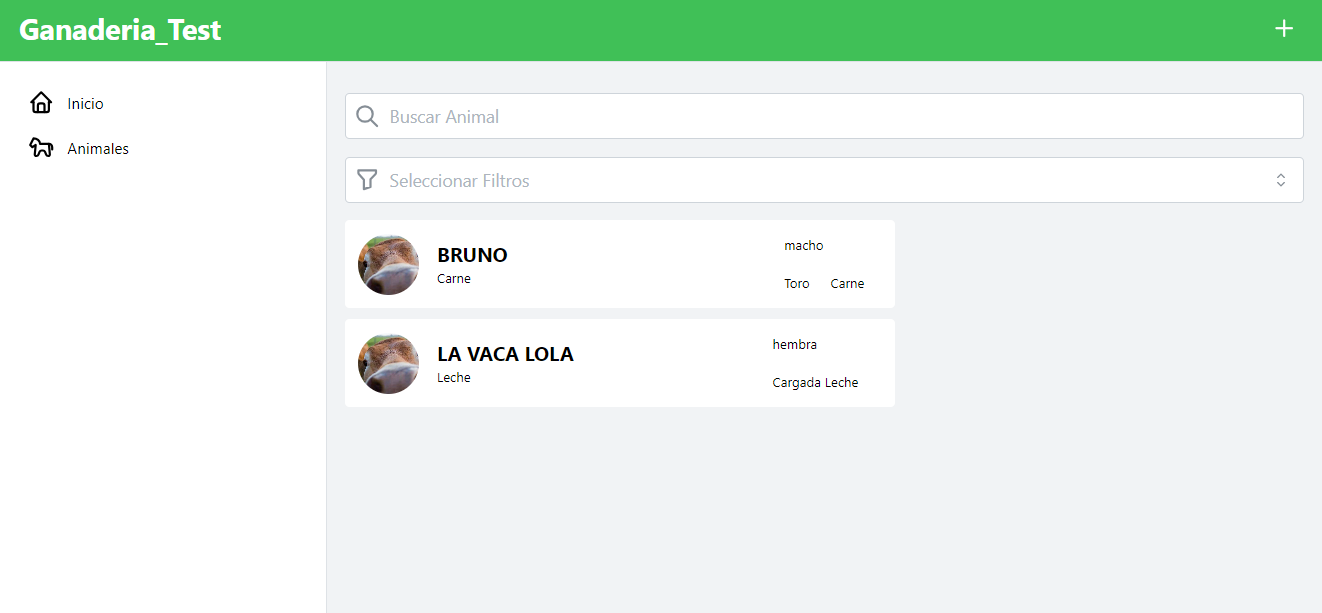 Ganaderia_Test
Inicio
Animales
Buscar Animal
Seleccionar Filtros
BRUNO
Carne
macho
Toro Carne
LA VACA LOLA
Leche
hembra
Cargada Leche